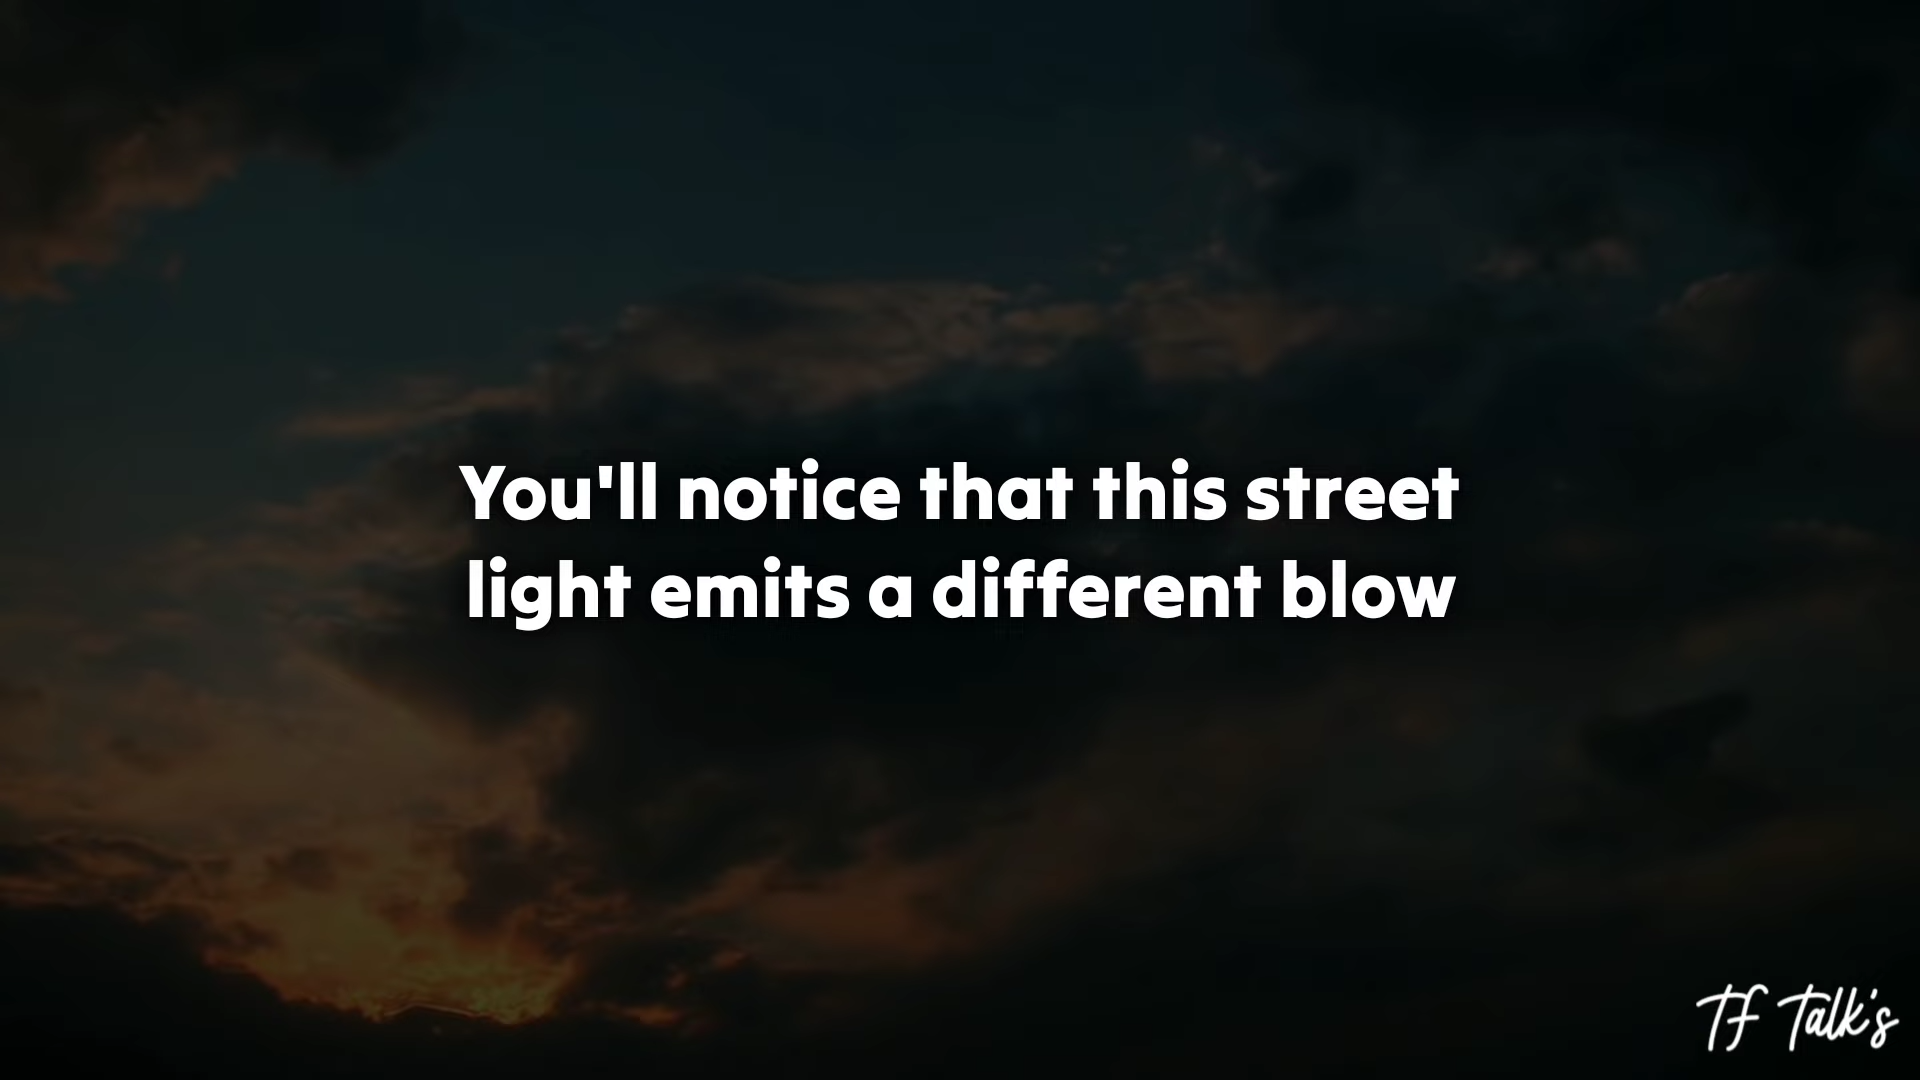 You'll notice that this street
light emits a different blow
TF Talk's